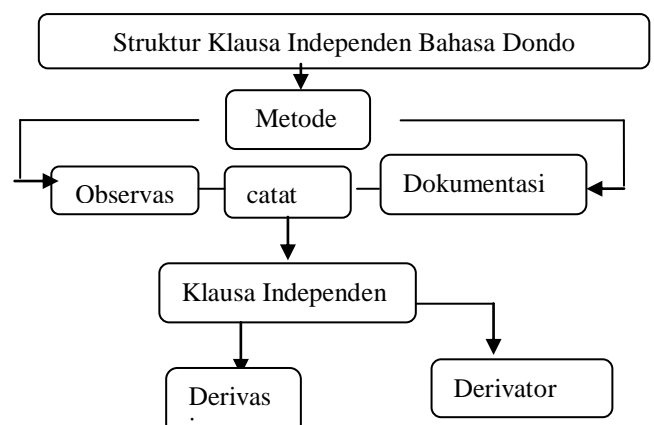 Struktur Klausa Independen Bahasa Dondo
Metode
Observas
catat
Dokumentasi
Klausa Independen
Derivas
Derivator